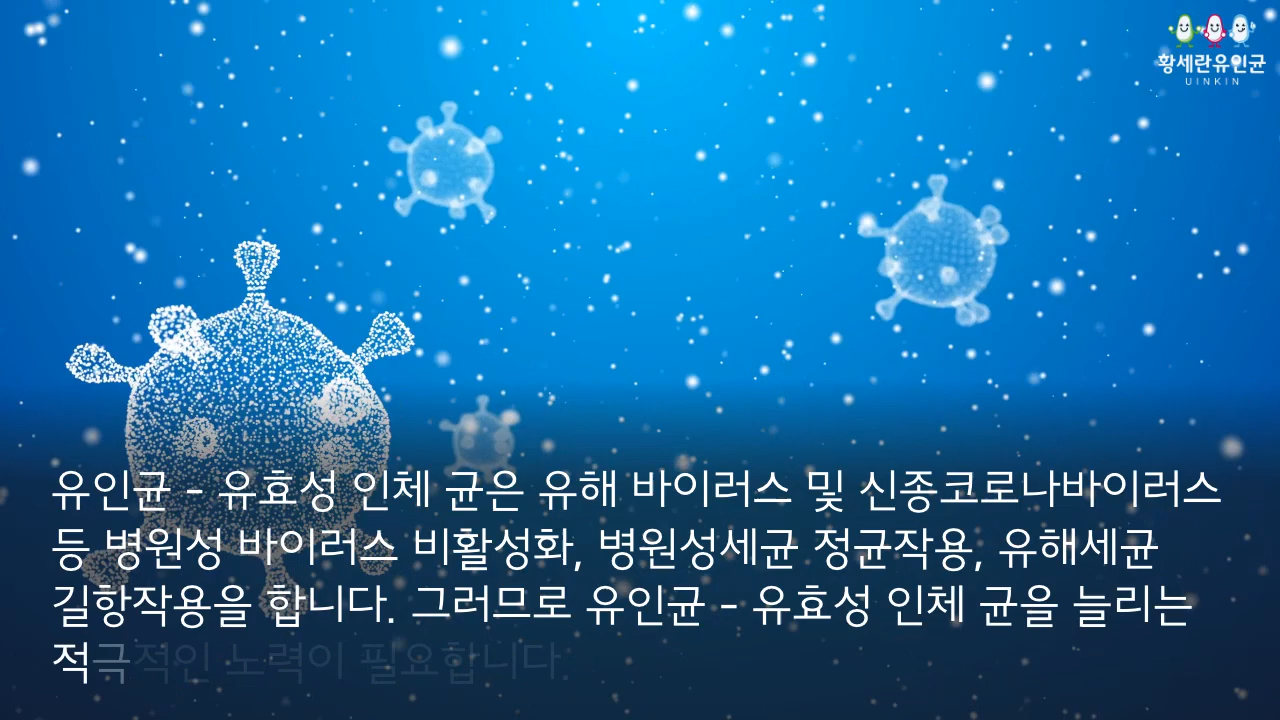 황세란유인균
UINKIN
유인균 - 유효성 인체 균은 유해 바이러스 및 신종코로나바이러스
등 병원성 바이러스 비활성화, 병원성세균 정균작용, 유해세균
길항작용을 합니다. 그러므로 유인균 - 유효성 인체 균을 늘리는
적극적인 노력이 필요합니다.